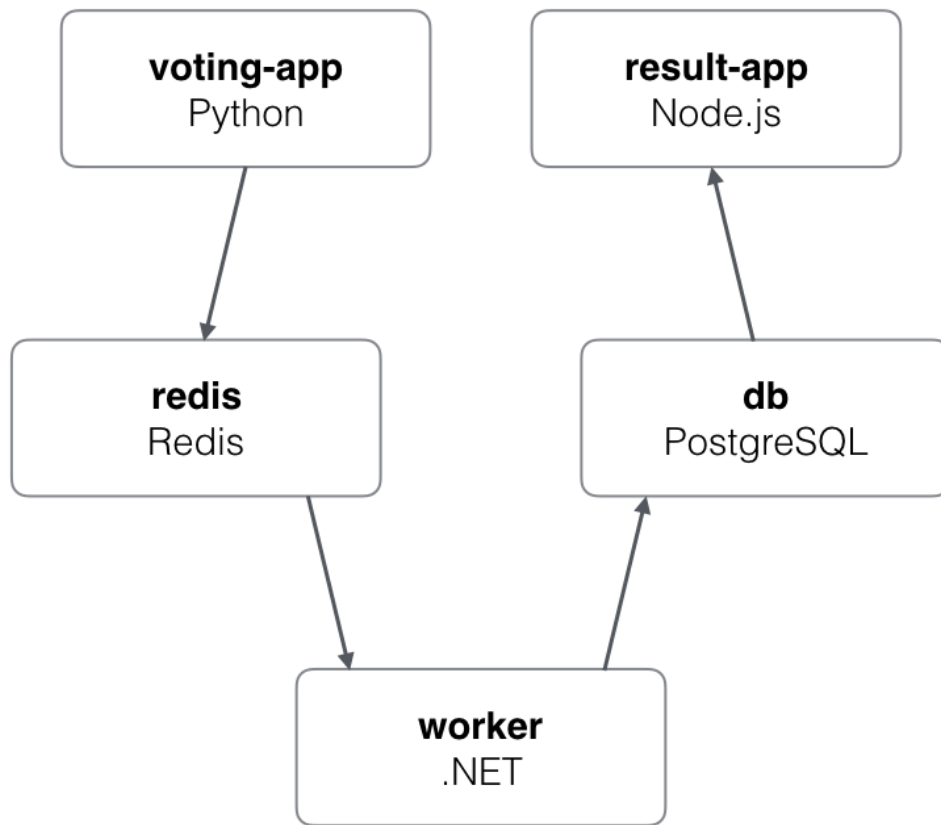 voting-app
Python
result-app
Node.js
redis
Redis
db
PostgreSQL
worker
.NET